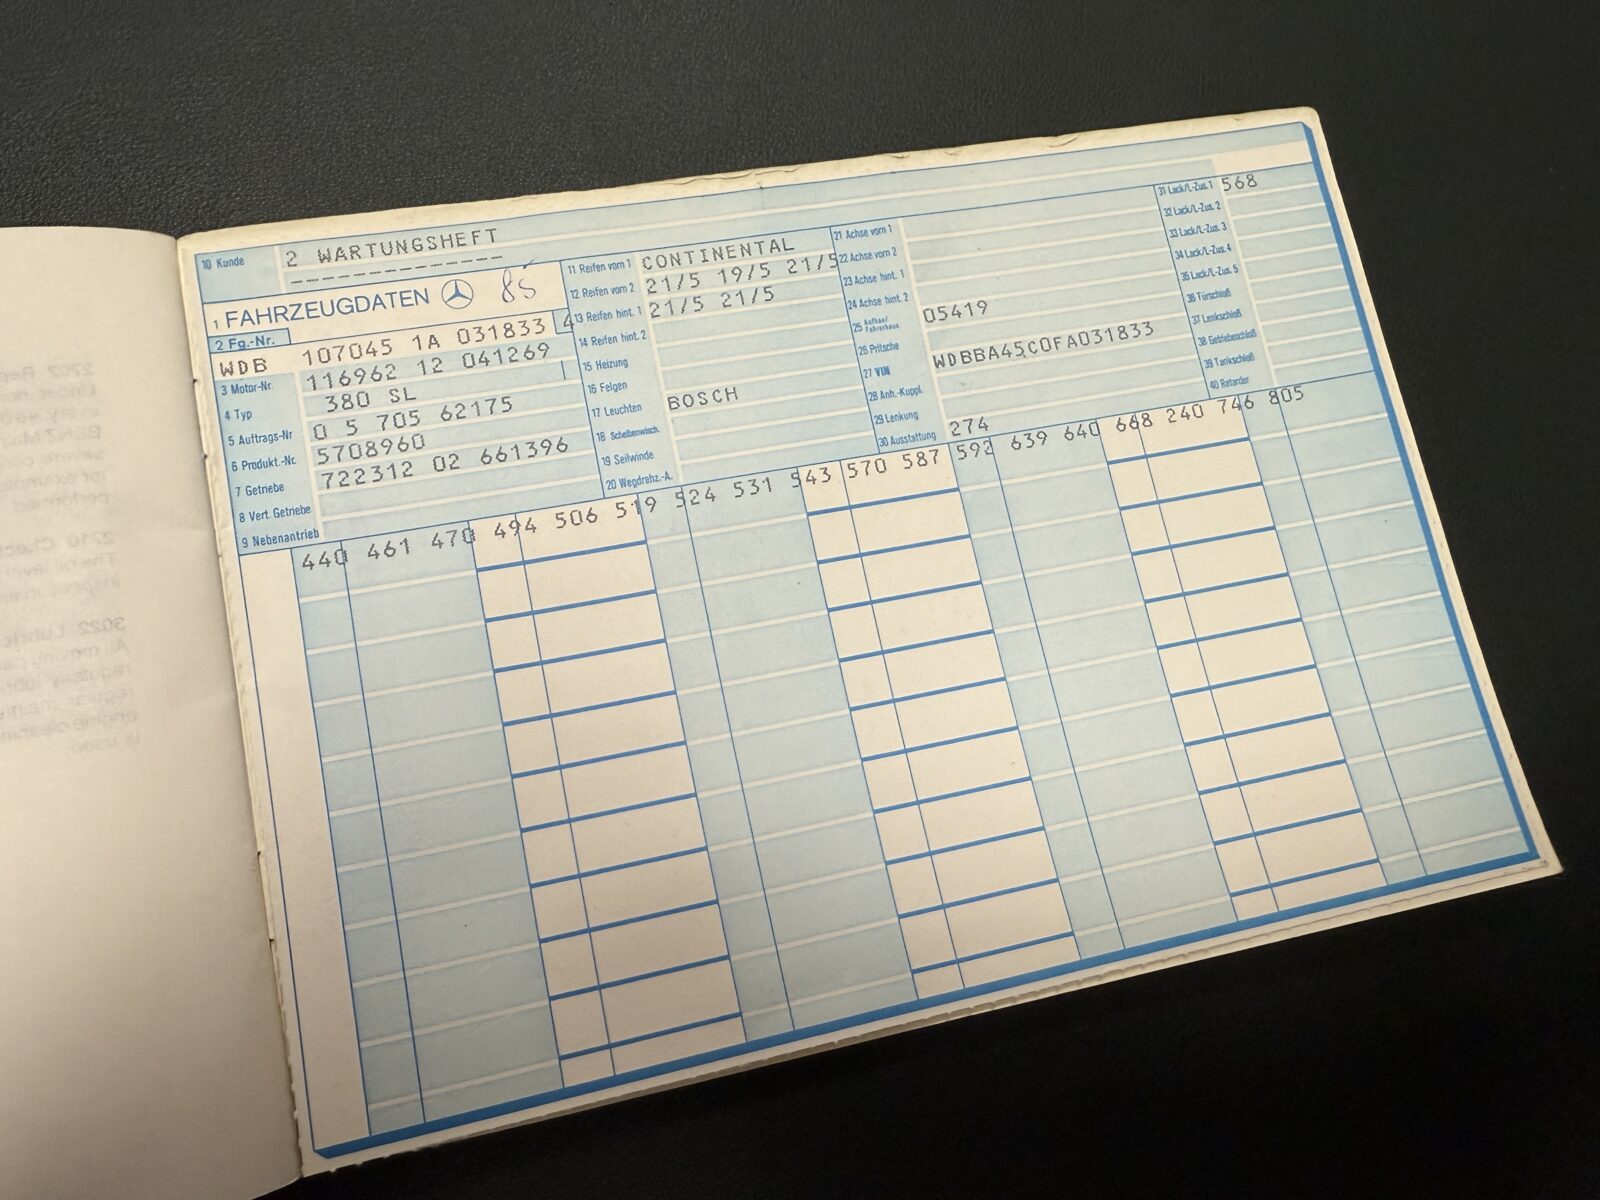 10 Kunde
2 WARTUNGSHEFT
1 FAHRZEUGDATEN 85
2 Fg.-Nr.
WDB 107045 1A 031833 4
3 Motor-Nr. 116962 12 041269
4 Typ 380 SL
5 Auftrags-Nr 0 5 705 62175
6 Produkt.-Nr. 5708960
7 Getriebe 722312 02 661396
8 Vert. Getriebe
9 Nebenantrieb
11 Reifen vorn 1 CONTINENTAL
12 Reifen vorn 2 21/5 19/5 21/5
13 Reifen hint. 1 21/5 21/5
14 Reifen hint. 2
15 Heizung
16 Felgen
17 Leuchten BOSCH
18 Scheibenwisch.
19 Seilwinde
20 Wegdrehz.-A.
21 Achse vorn 1
22 Achse vorn 2
23 Achse hint. 1
24 Achse hint. 2
25 Aufbau/Fahrerhaus 05419
26 Pritsche
27 VIN WDBBA45C0FA031833
28 Anh.-Kuppl.
29 Lenkung
30 Ausstattung 274
31 Lack/L-Zus. 1 568
32 Lack/L-Zus. 2
33 Lack/L-Zus. 3
34 Lack/L-Zus. 4
35 Lack/L-Zus. 5
36 Türschloß
37 Lenkschloß
38 Getriebeschloß
39 Tankschloß
40 Retarder
440 461 470 494 506 519 524 531 543 570 587 592 639 640 668 240 746 805